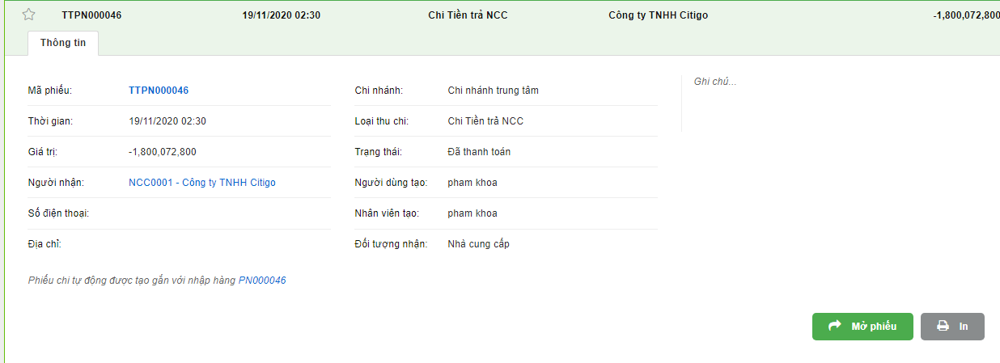 TTPN000046 19/11/2020 02:30 Chi Tiền trả NCC Công ty TNHH Citigo -1,800,072,800
Thông tin
Mã phiếu: TTPN000046 Chi nhánh: Chi nhánh trung tâm Ghi chú...
Thời gian: 19/11/2020 02:30 Loại thu chi: Chi Tiền trả NCC
Giá trị: -1,800,072,800 Trạng thái: Đã thanh toán
Người nhận: NCC0001 - Công ty TNHH Citigo Người dùng tạo: pham khoa
Số điện thoại: Nhân viên tạo: pham khoa
Địa chỉ: Đối tượng nhận: Nhà cung cấp
Phiếu chi tự động được tạo gắn với nhập hàng PN000046
Mở phiếu In